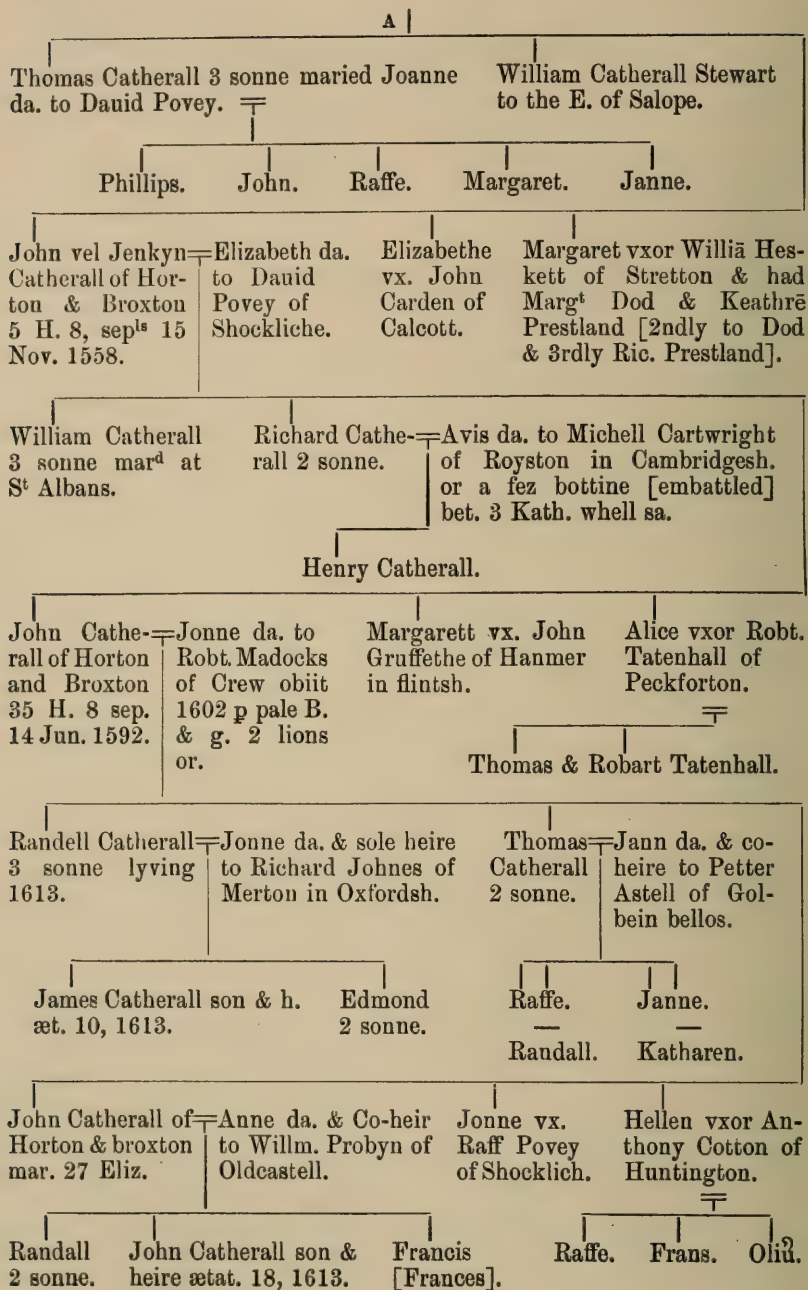 A
Thomas Catherall 3 sonne maried Joanne
da. to Dauid Povey.
William Catherall Stewart
to the E. of Salope.
Phillips. John. Raffe. Margaret. Janne.
John vel Jenkyn
Catherall of Hor-
ton & Broxton
5 H. 8, sepˡˢ 15
Nov. 1558.
Elizabeth da.
to Dauid
Povey of
Shockliche.
Elizabethe
vx. John
Carden of
Calcott.
Margaret vxor Williā Hes-
kett of Stretton & had
Margᵗ Dod & Keathrē
Prestland [2ndly to Dod
& 3rdly Ric. Prestland].
William Catherall
3 sonne marᵈ at
Sᵗ Albans.
Richard Cathe-
rall 2 sonne.
Avis da. to Michell Cartwright
of Royston in Cambridgesh.
or a fez bottine [embattled]
bet. 3 Kath. whell sa.
Henry Catherall.
John Cathe-
rall of Horton
and Broxton
35 H. 8 sep.
14 Jun. 1592.
Jonne da. to
Robt. Madocks
of Crew obiit
1602 p pale B.
& g. 2 lions
or.
Margarett vx. John
Gruffethe of Hanmer
in flintsh.
Alice vxor Robt.
Tatenhall of
Peckforton.
Thomas & Robart Tatenhall.
Randell Catherall
3 sonne lyving
1613.
Jonne da. & sole heire
to Richard Johnes of
Merton in Oxfordsh.
Thomas
Catherall
2 sonne.
Jann da. & co-
heire to Petter
Astell of Gol-
bein bellos.
James Catherall son & h.
æt. 10, 1613.
Edmond
2 sonne.
Raffe.
—
Randall.
Janne.
—
Katharen.
John Catherall of
Horton & broxton
mar. 27 Eliz.
Anne da. & Co-heir
to Willm. Probyn of
Oldcastell.
Jonne vx.
Raff Povey
of Shocklich.
Hellen vxor An-
thony Cotton of
Huntington.
Randall
2 sonne.
John Catherall son &
heire ætat. 18, 1613.
Francis
[Frances].
Raffe. Frans.